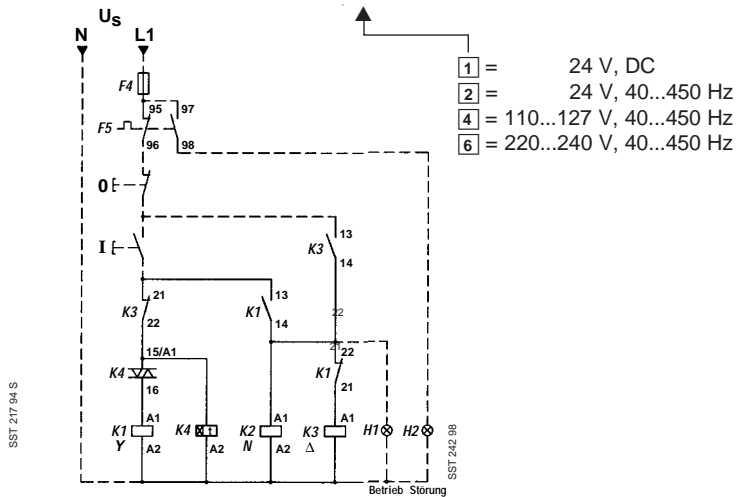 Us
N L1
1 = 24 V, DC
2 = 24 V, 40...450 Hz
4 = 110...127 V, 40...450 Hz
6 = 220...240 V, 40...450 Hz
F4
95 97
F5
96 98
0
I
13
K3
14
21 13
K3 K1
22 14
22
21
15/A1 22
K4 K1
16 21
A1 A1 A1
K1 K4 K2 K3 H1 H2
Y N Δ
A2 A2 A2 A2
Betrieb Störung
SST 217 94 S
SST 242 98